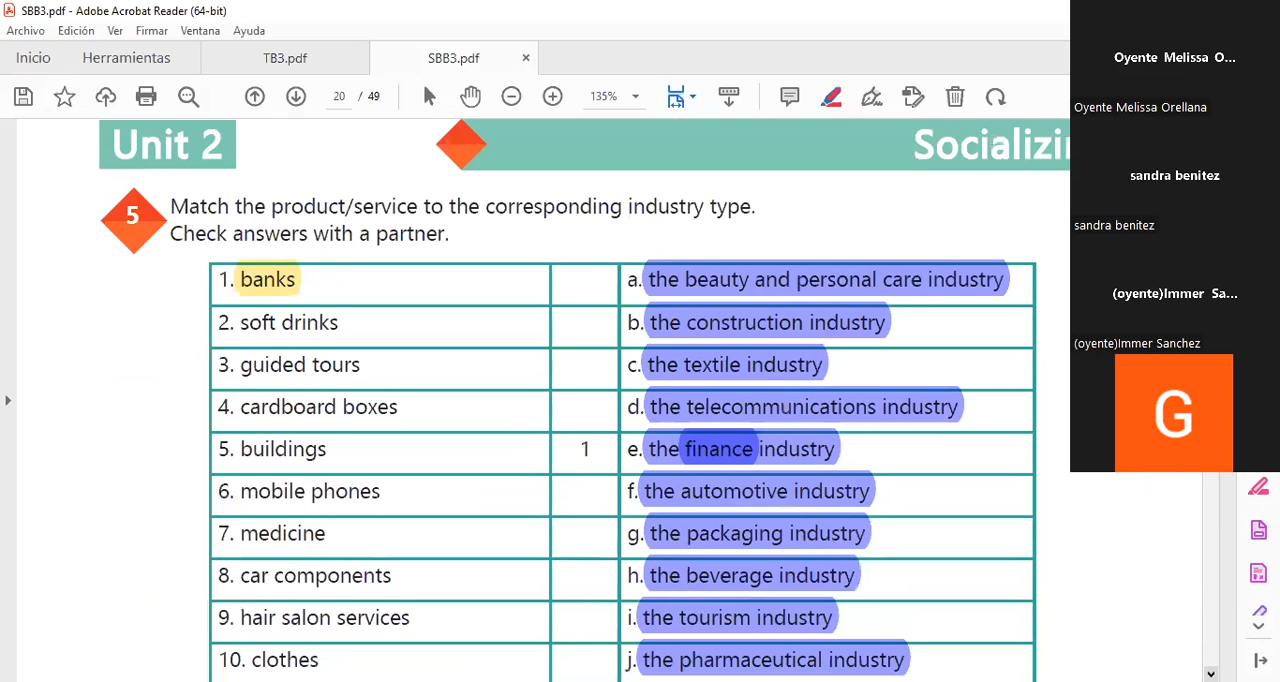 SBB3.pdf - Adobe Acrobat Reader (64-bit)
Archivo Edición Ver Firmar Ventana Ayuda
Inicio Herramientas TB3.pdf SBB3.pdf ×
20 / 49 135%
Unit 2 Socializin
5 Match the product/service to the corresponding industry type.
Check answers with a partner.
1. banks a. the beauty and personal care industry
2. soft drinks b. the construction industry
3. guided tours c. the textile industry
4. cardboard boxes d. the telecommunications industry
5. buildings 1 e. the finance industry
6. mobile phones f. the automotive industry
7. medicine g. the packaging industry
8. car components h. the beverage industry
9. hair salon services i. the tourism industry
10. clothes j. the pharmaceutical industry
Oyente Melissa O...
Oyente Melissa Orellana
sandra benitez
sandra benitez
(oyente)Immer Sa...
(oyente)Immer Sanchez
G